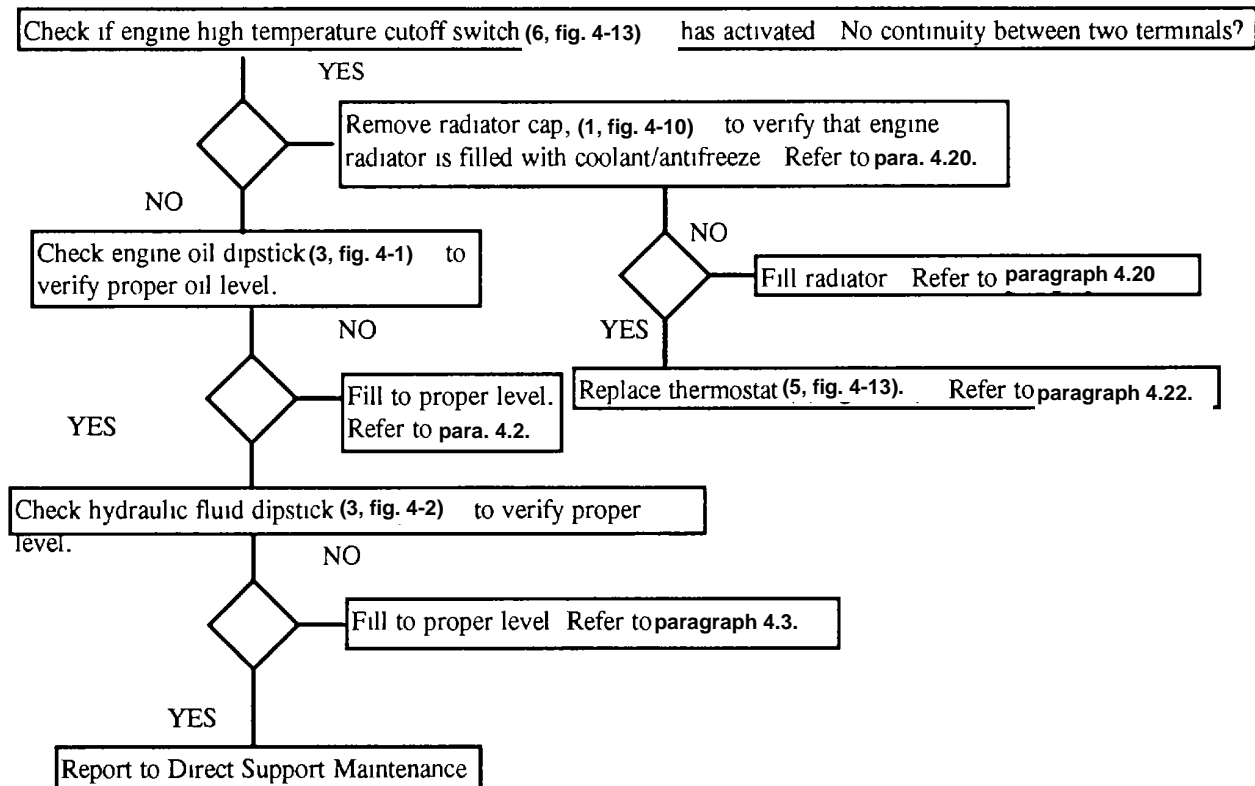 Check if engine high temperature cutoff switch (6, fig. 4-13) has activated No continuity between two terminals?
YES
Remove radiator cap, (1, fig. 4-10) to verify that engine
radiator is filled with coolant/antifreeze Refer to para. 4.20.
NO
NO
Check engine oil dipstick (3, fig. 4-1) to
verify proper oil level.
Fill radiator Refer to paragraph 4.20
YES
NO
Replace thermostat (5, fig. 4-13). Refer to paragraph 4.22.
Fill to proper level.
Refer to para. 4.2.
YES
Check hydraulic fluid dipstick (3, fig. 4-2) to verify proper
level.
NO
Fill to proper level Refer to paragraph 4.3.
YES
Report to Direct Support Maintenance